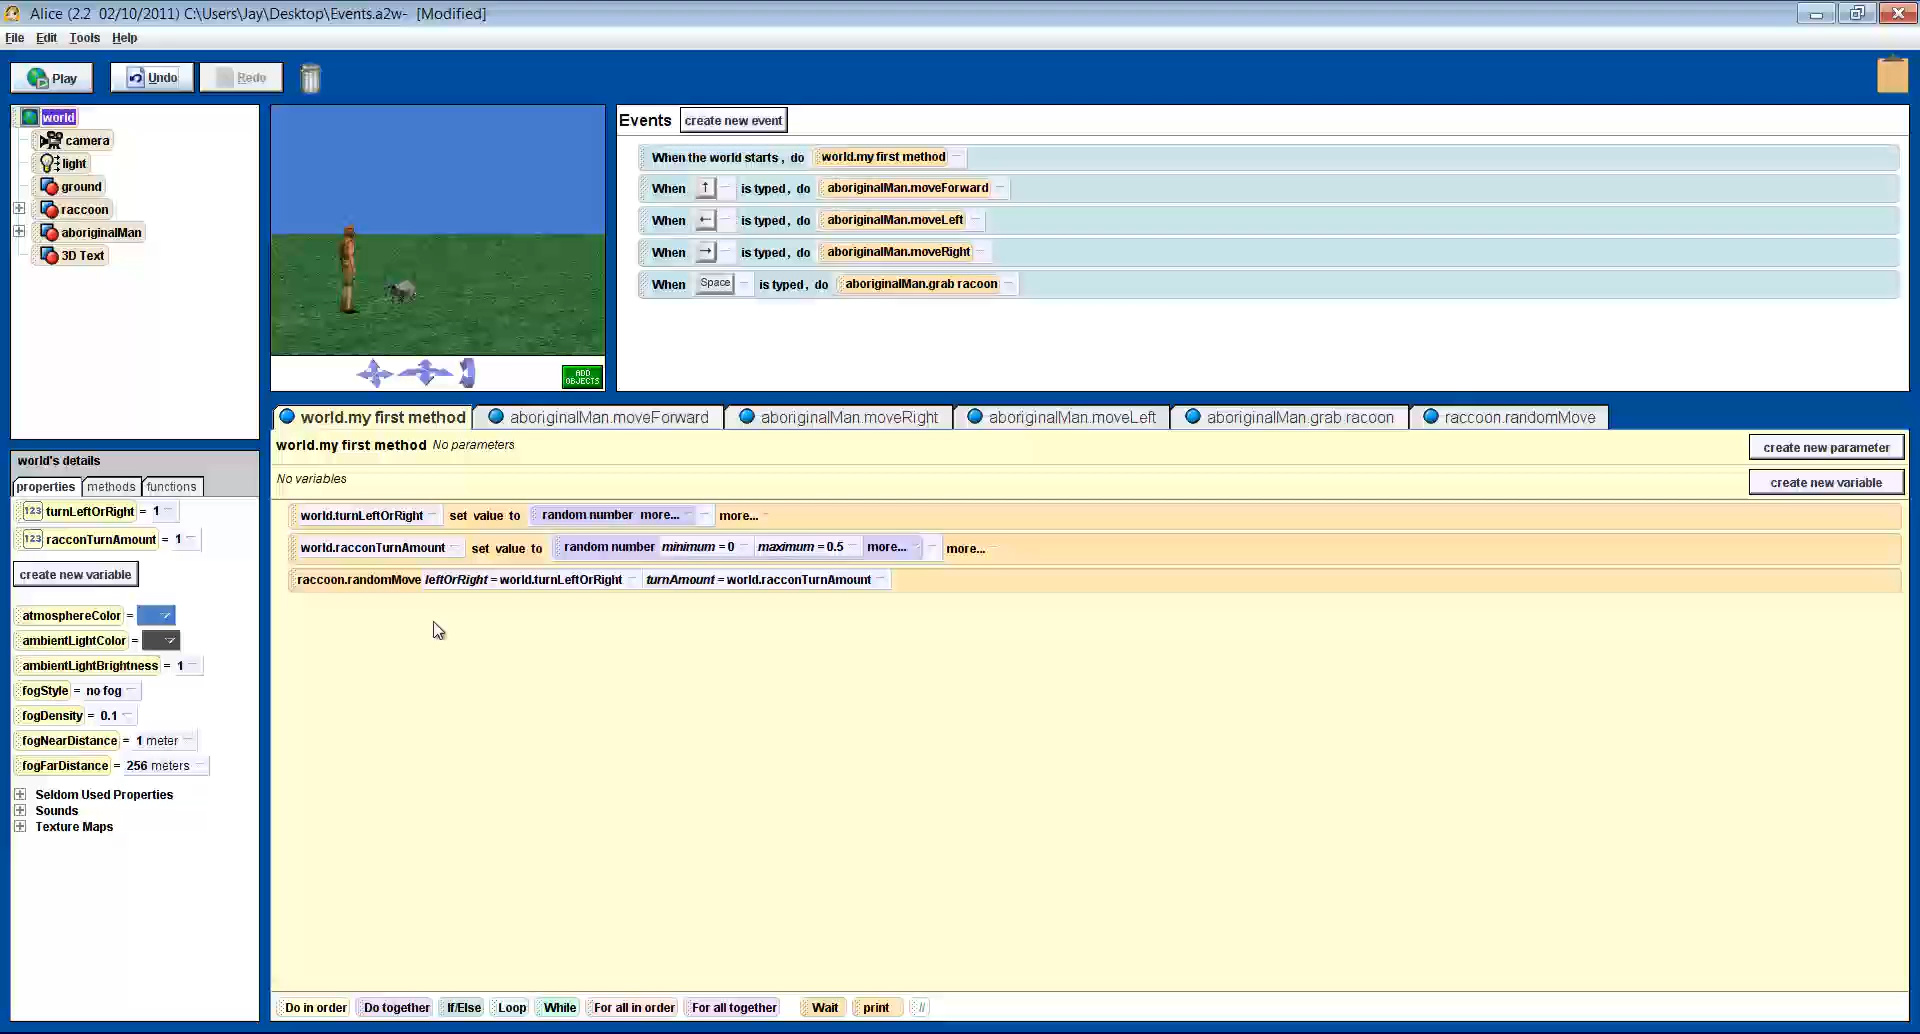 Alice (2.2 02/10/2011) C:\Users\Jay\Desktop\Events.a2w- [Modified]
File Edit Tools Help
Play Undo Redo
world
camera
light
ground
raccoon
aboriginalMan
3D Text
ADD
OBJECTS
Events create new event
When the world starts, do world.my first method
When ↑ is typed, do aboriginalMan.moveForward
When ← is typed, do aboriginalMan.moveLeft
When → is typed, do aboriginalMan.moveRight
When Space is typed, do aboriginalMan.grab racoon
world's details
properties methods functions
123 turnLeftOrRight = 1
123 racconTurnAmount = 1
create new variable
atmosphereColor =
ambientLightColor =
ambientLightBrightness = 1
fogStyle = no fog
fogDensity = 0.1
fogNearDistance = 1 meter
fogFarDistance = 256 meters
Seldom Used Properties
Sounds
Texture Maps
world.my first method aboriginalMan.moveForward aboriginalMan.moveRight aboriginalMan.moveLeft aboriginalMan.grab racoon raccoon.randomMove
world.my first method No parameters create new parameter
No variables create new variable
world.turnLeftOrRight set value to random number more... more...
world.racconTurnAmount set value to random number minimum = 0 maximum = 0.5 more... more...
raccoon.randomMove leftOrRight = world.turnLeftOrRight turnAmount = world.racconTurnAmount
Do in order Do together If/Else Loop While For all in order For all together Wait print //